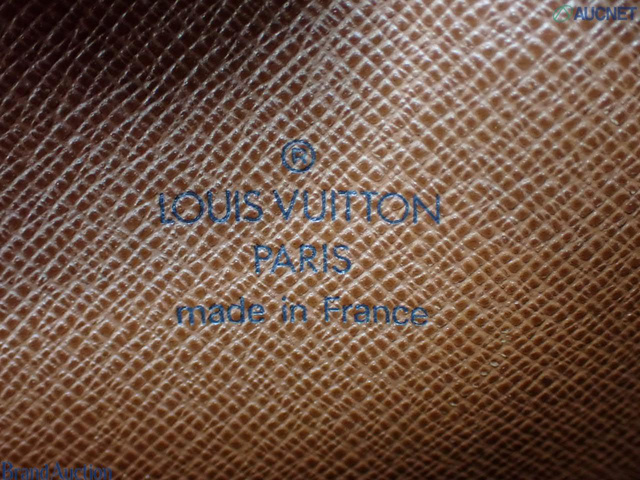 AUCNET
®
LOUIS VUITTON
PARIS
made in France
Brand Auction